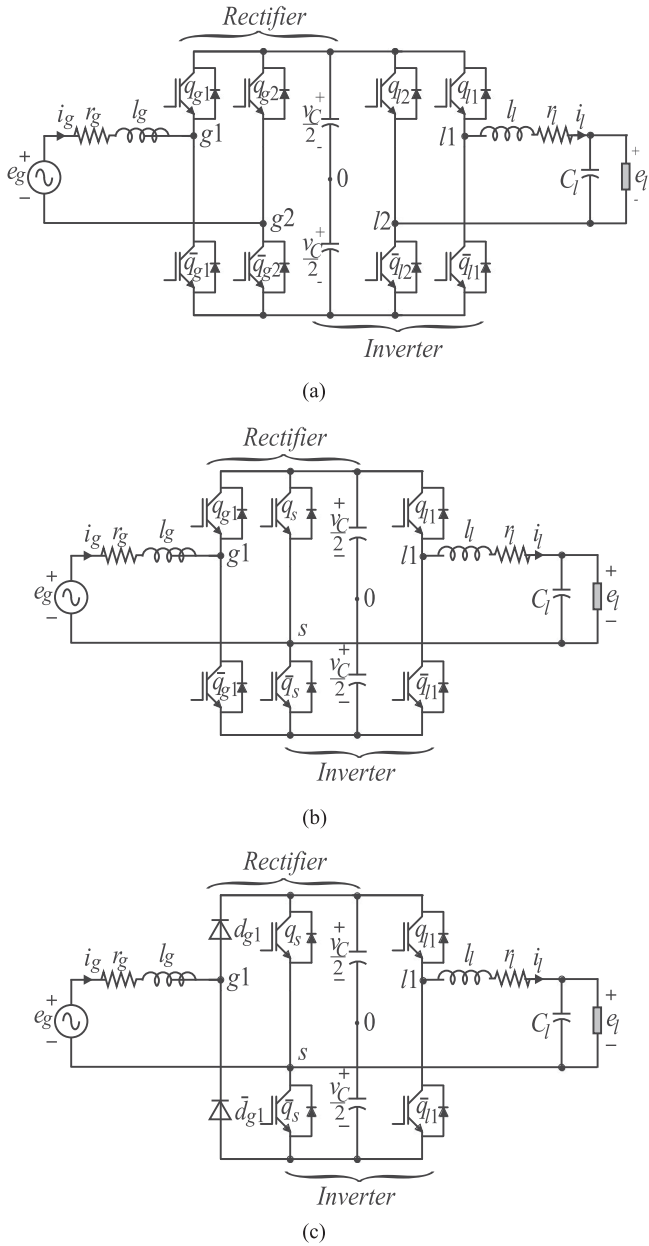 Rectifier
q_g1 q_g2 v_C/2 + - q_l2 q_l1
i_g r_g l_g g1 l1 l_l r_l i_l
e_g + - 0 C_l e_l + -
g2 l2
q̄_g1 q̄_g2 v_C/2 + - q̄_l2 q̄_l1
Inverter
(a)
Rectifier
q_g1 q_s v_C/2 + − q_l1
i_g r_g l_g g1 l1 l_l r_l i_l
e_g + − 0 C_l e_l + −
s
q̄_g1 q̄_s v_C/2 + − q̄_l1
Inverter
(b)
Rectifier
d_g1 q_s v_C/2 + − q_l1
i_g r_g l_g g1 l1 l_l r_l i_l
e_g + − 0 C_l e_l + −
s
d̄_g1 q̄_s v_C/2 + − q̄_l1
Inverter
(c)